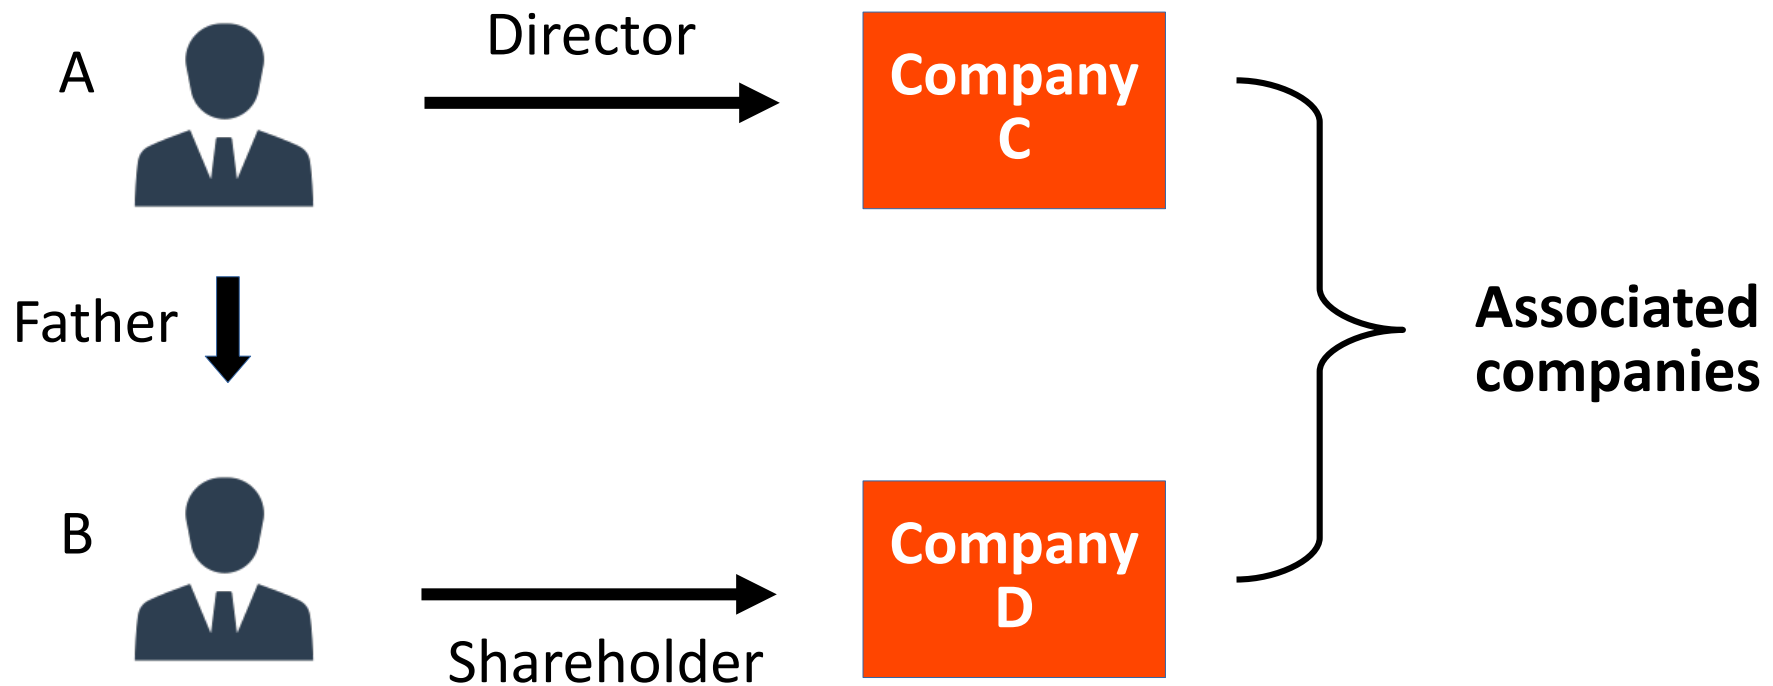 A
Director
Company
C
Father
Associated
companies
B
Shareholder
Company
D